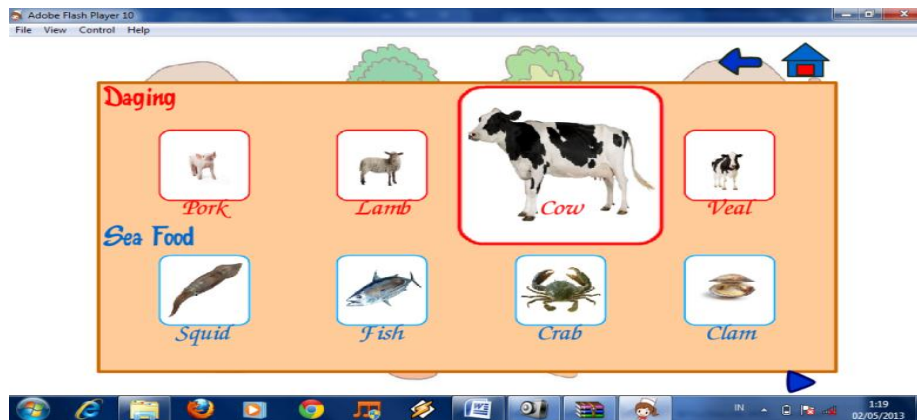 Adobe Flash Player 10
File View Control Help
Daging
Pork Lamb Cow Veal
Sea Food
Squid Fish Crab Clam
IN 1:19
02/05/2013